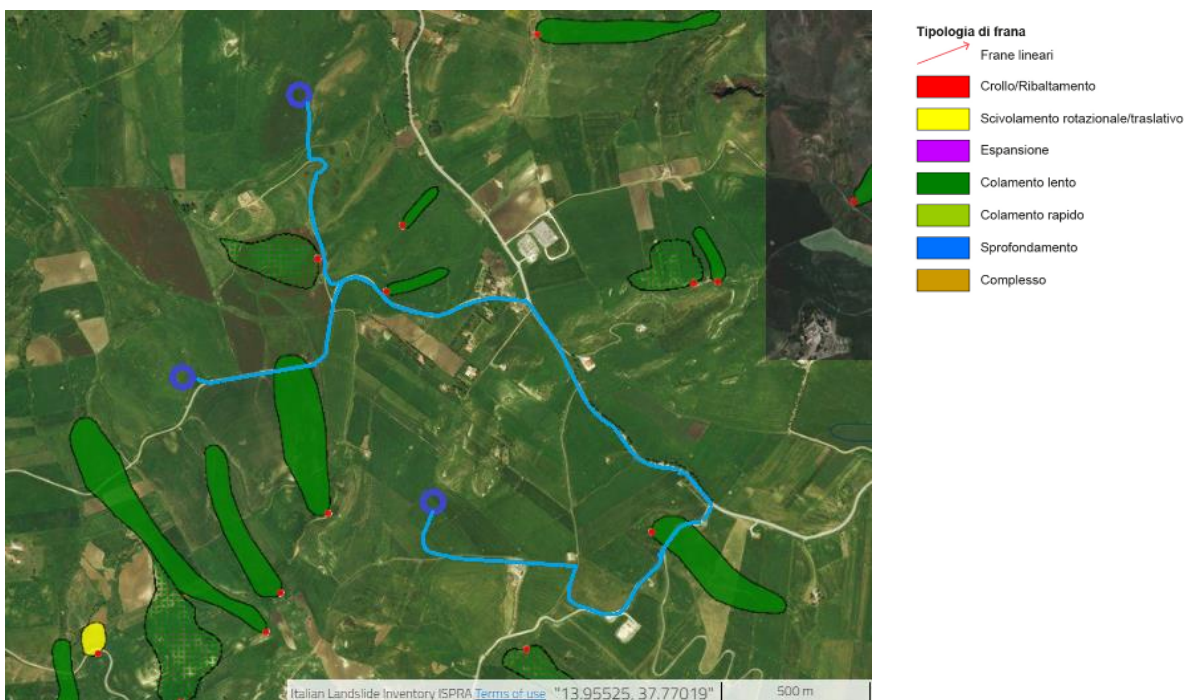 Tipologia di frana
Frane lineari
Crollo/Ribaltamento
Scivolamento rotazionale/traslativo
Espansione
Colamento lento
Colamento rapido
Sprofondamento
Complesso
Italian Landslide Inventory ISPRA Terms of use "13.95525, 37.77019" 500 m